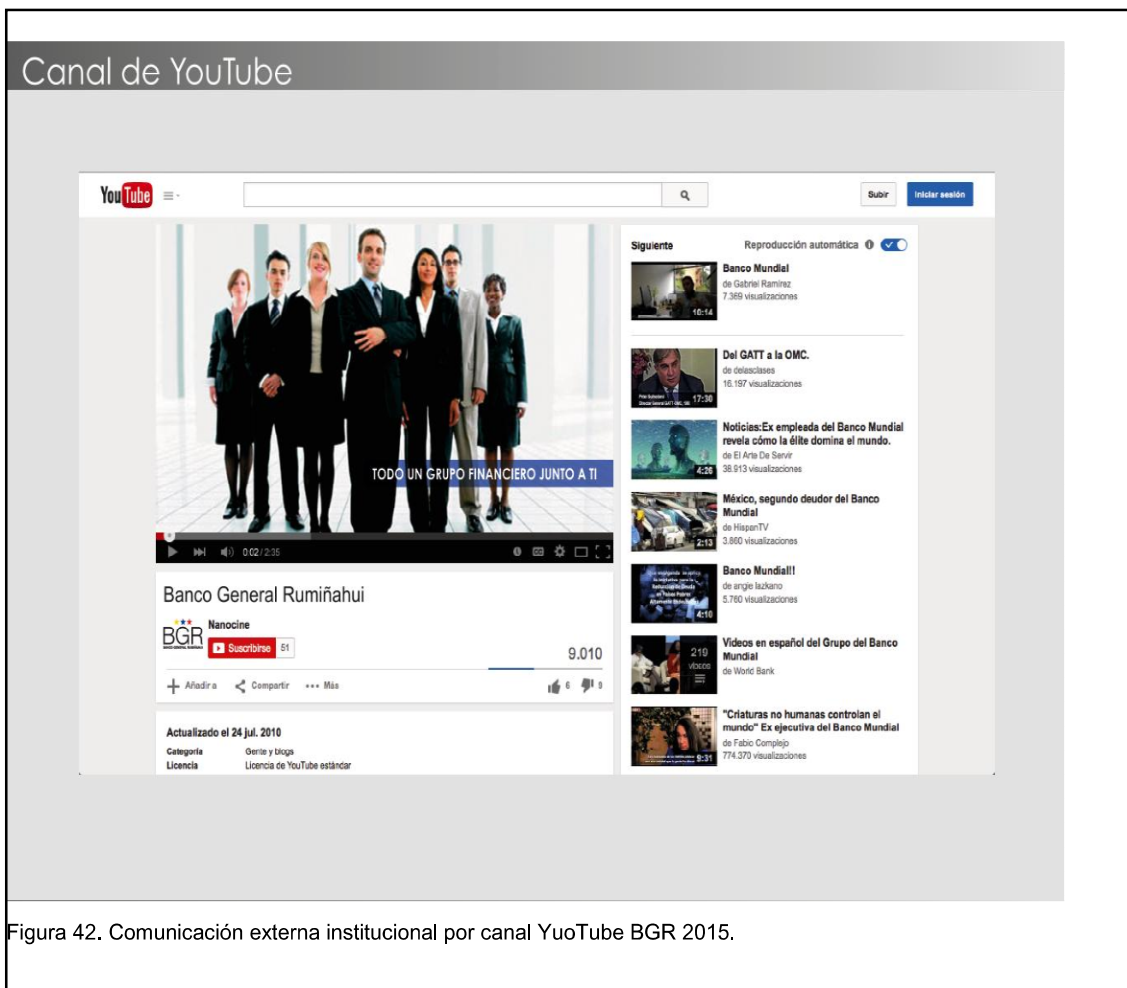 Canal de YouTube
YouTube
Subir
Iniciar sesión
TODO UN GRUPO FINANCIERO JUNTO A TI
0:02 / 2:35
Banco General Rumiñahui
BGR
BANCO GENERAL RUMIÑAHUI
Nanocine
Suscribirse 51
9.010
Añadir a Compartir Más
6 0
Actualizado el 24 jul. 2010
Categoría Gente y blogs
Licencia Licencia de YouTube estándar
Siguiente Reproducción automática
10:14
Banco Mundial
de Gabriel Ramirez
7.369 visualizaciones
17:30
Del GATT a la OMC.
de delasclases
16.197 visualizaciones
4:26
Noticias:Ex empleada del Banco Mundial
revela cómo la élite domina el mundo.
de El Arte De Servir
38.913 visualizaciones
2:13
México, segundo deudor del Banco
Mundial
de HispanTV
3.860 visualizaciones
4:10
Banco Mundial!!
de angie lazkano
5.760 visualizaciones
219
vídeos
Videos en español del Grupo del Banco
Mundial
de World Bank
9:31
"Criaturas no humanas controlan el
mundo" Ex ejecutiva del Banco Mundial
de Fabio Complejo
774.370 visualizaciones
Figura 42. Comunicación externa institucional por canal YuoTube BGR 2015.